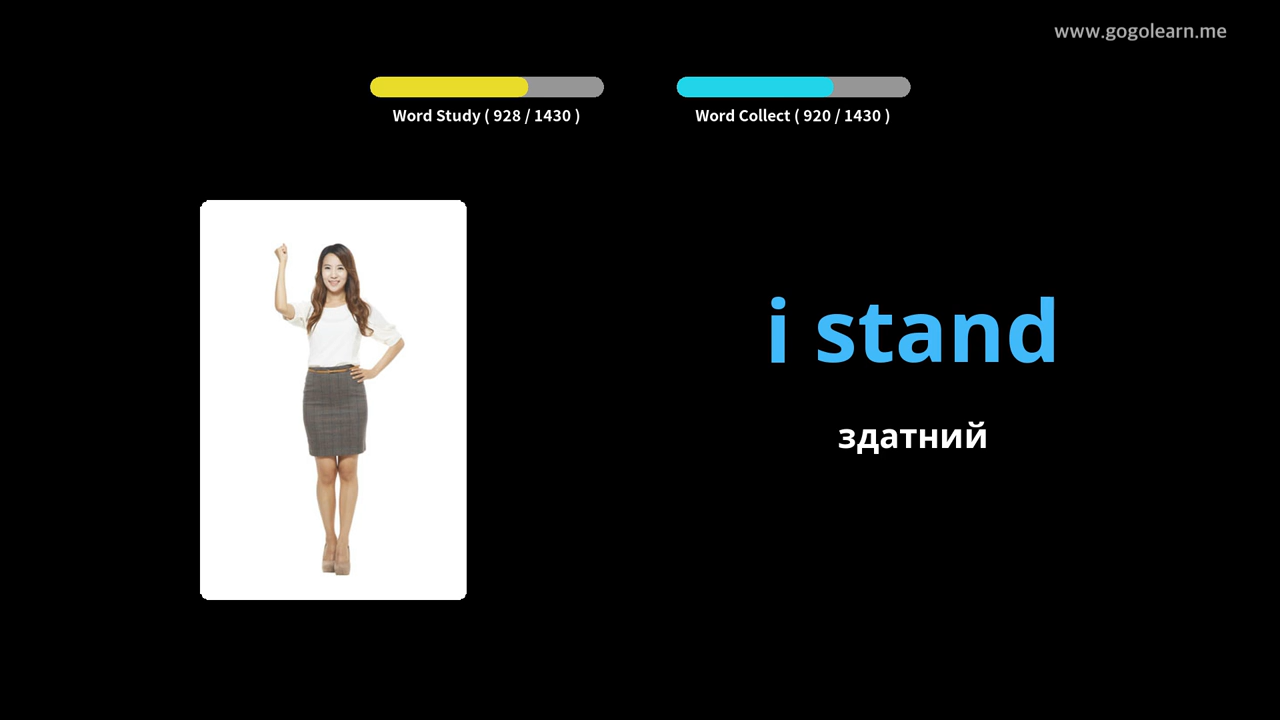 www.gogolearn.me
Word Study ( 928 / 1430 )
Word Collect ( 920 / 1430 )
i stand
здатний